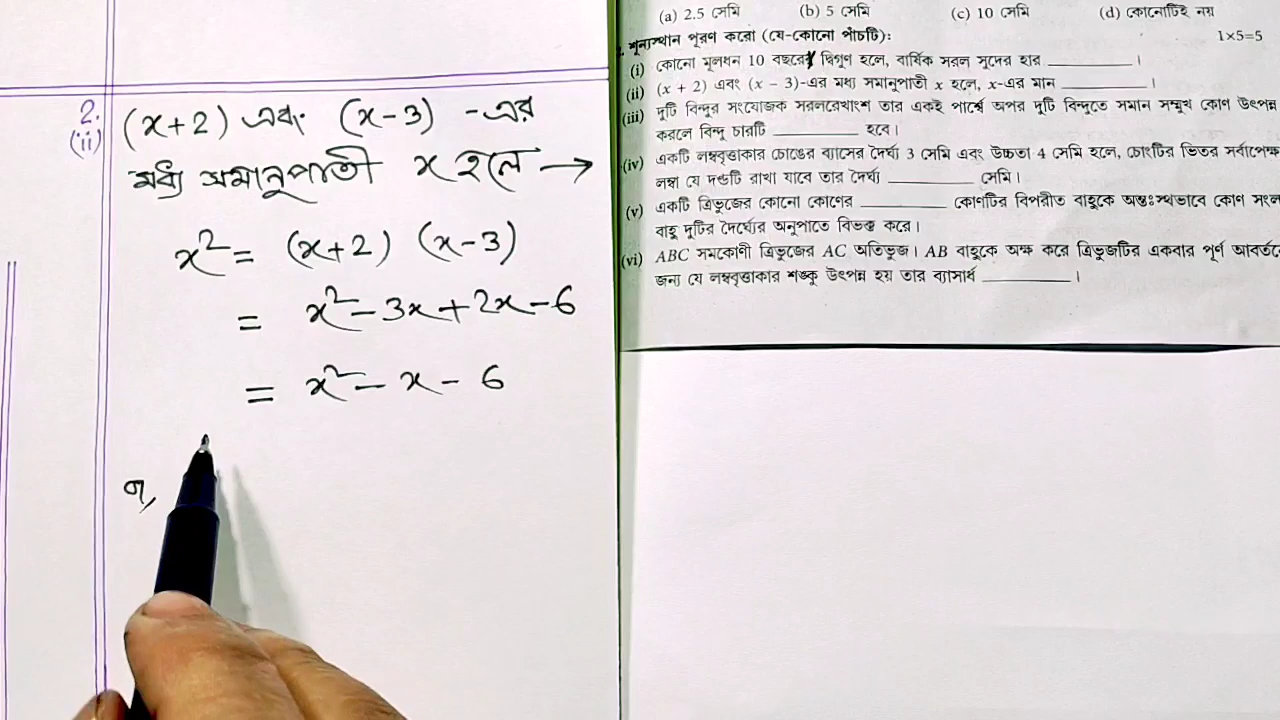 2.
(ii) (x+2) এবং (x-3) -এর
মধ্য সমানুপাতী x হলে →
x² = (x+2) (x-3)
= x² - 3x + 2x - 6
= x² - x - 6
বা,
(a) 2.5 সেমি (b) 5 সেমি (c) 10 সেমি (d) কোনোটিই নয়
শূন্যস্থান পূরণ করো (যে-কোনো পাঁচটি): 1×5=5
(i) কোনো মূলধন 10 বছরে দ্বিগুণ হলে, বার্ষিক সরল সুদের হার ________ ।
(ii) (x + 2) এবং (x - 3)-এর মধ্য সমানুপাতী x হলে, x-এর মান ________ ।
(iii) দুটি বিন্দুর সংযোজক সরলরেখাংশ তার একই পার্শ্বে অপর দুটি বিন্দুতে সমান সম্মুখ কোণ উৎপন্ন
করলে বিন্দু চারটি ________ হবে।
(iv) একটি লম্ববৃত্তাকার চোঙের ব্যাসের দৈর্ঘ্য 3 সেমি এবং উচ্চতা 4 সেমি হলে, চোংটির ভিতর সর্বাপেক্ষ
লম্বা যে দণ্ডটি রাখা যাবে তার দৈর্ঘ্য ________ সেমি।
(v) একটি ত্রিভুজের কোনো কোণের ________ কোণটির বিপরীত বাহুকে অন্তঃস্থভাবে কোণ সংল
বাহু দুটির দৈর্ঘ্যের অনুপাতে বিভক্ত করে।
(vi) ABC সমকোণী ত্রিভুজের AC অতিভুজ। AB বাহুকে অক্ষ করে ত্রিভুজটির একবার পূর্ণ আবর্তনে
জন্য যে লম্ববৃত্তাকার শঙ্কু উৎপন্ন হয় তার ব্যাসার্ধ ________ ।